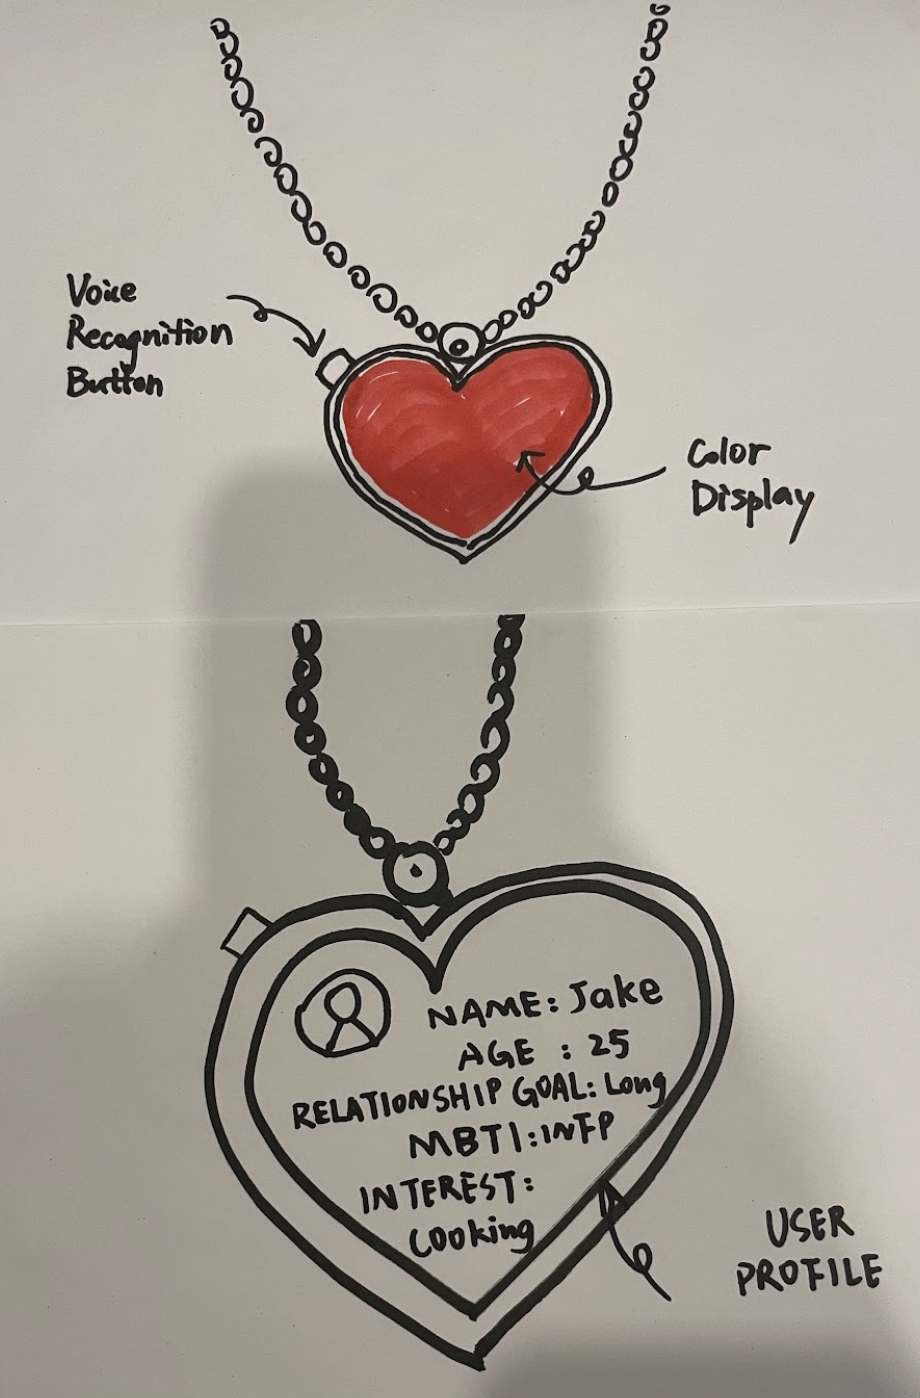 Voice
Recognition
Button
Color
Display
NAME: Jake
AGE : 25
RELATIONSHIP GOAL: Long
MBTI: INFP
INTEREST:
Cooking
USER
PROFILE